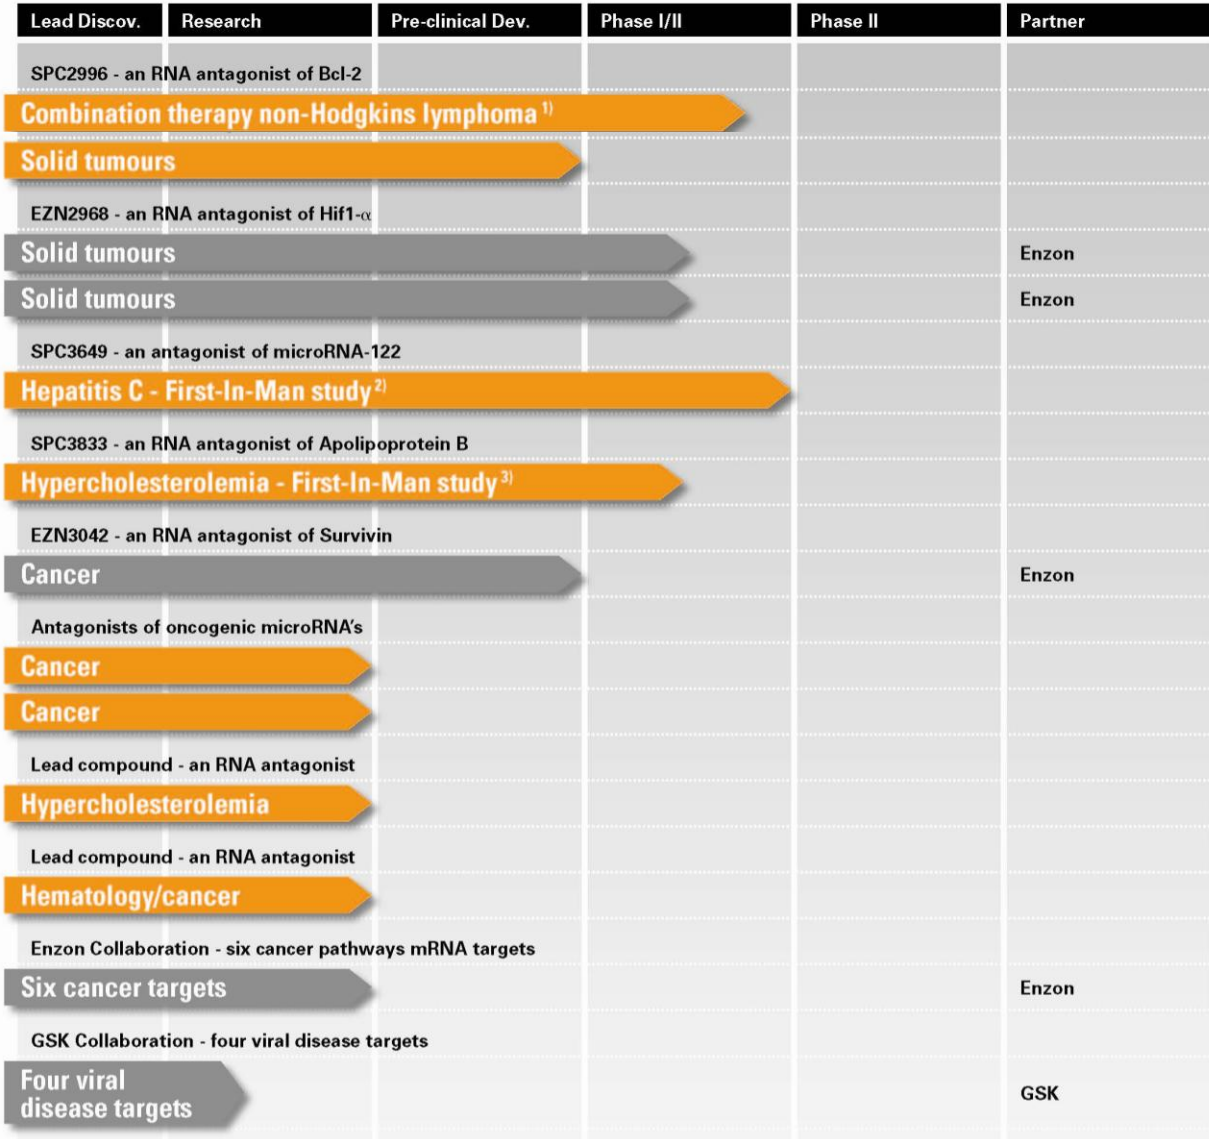 Lead Discov. Research Pre-clinical Dev. Phase I/II Phase II Partner
SPC2996 - an RNA antagonist of Bcl-2
Combination therapy non-Hodgkins lymphoma 1)
Solid tumours
EZN2968 - an RNA antagonist of Hif1-α
Solid tumours Enzon
Solid tumours Enzon
SPC3649 - an antagonist of microRNA-122
Hepatitis C - First-In-Man study 2)
SPC3833 - an RNA antagonist of Apolipoprotein B
Hypercholesterolemia - First-In-Man study 3)
EZN3042 - an RNA antagonist of Survivin
Cancer Enzon
Antagonists of oncogenic microRNA's
Cancer
Cancer
Lead compound - an RNA antagonist
Hypercholesterolemia
Lead compound - an RNA antagonist
Hematology/cancer
Enzon Collaboration - six cancer pathways mRNA targets
Six cancer targets Enzon
GSK Collaboration - four viral disease targets
Four viral
disease targets GSK